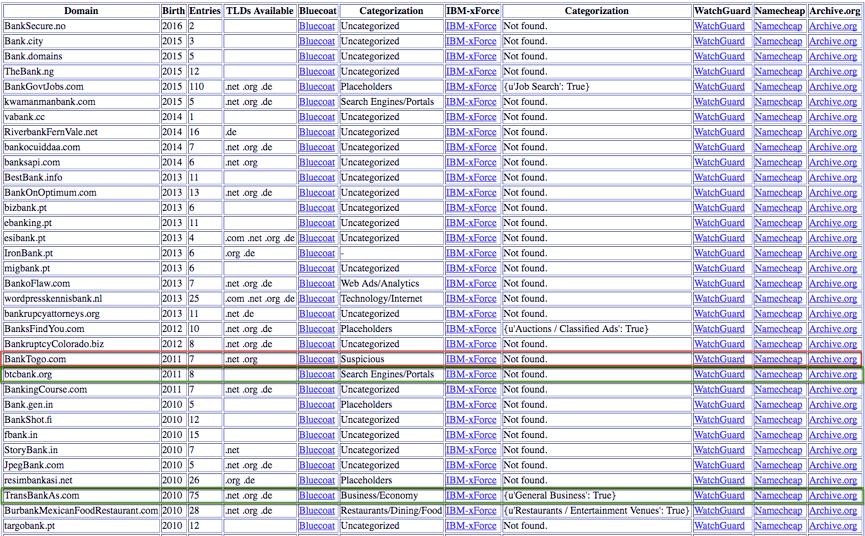 Domain Birth Entries TLDs Available Bluecoat Categorization IBM-xForce Categorization WatchGuard Namecheap Archive.org
BankSecure.no 2016 2 Bluecoat Uncategorized IBM-xForce Not found. WatchGuard Namecheap Archive.org
Bank.city 2015 3 Bluecoat Uncategorized IBM-xForce Not found. WatchGuard Namecheap Archive.org
Bank.domains 2015 5 Bluecoat Uncategorized IBM-xForce Not found. WatchGuard Namecheap Archive.org
TheBank.ng 2015 12 Bluecoat Uncategorized IBM-xForce Not found. WatchGuard Namecheap Archive.org
BankGovtJobs.com 2015 110 .net .org .de Bluecoat Placeholders IBM-xForce {u'Job Search': True} WatchGuard Namecheap Archive.org
kwamanmanbank.com 2015 5 .net .org .de Bluecoat Search Engines/Portals IBM-xForce Not found. WatchGuard Namecheap Archive.org
vabank.cc 2014 1 Bluecoat Uncategorized IBM-xForce Not found. WatchGuard Namecheap Archive.org
RiverbankFernVale.net 2014 16 .de Bluecoat Uncategorized IBM-xForce Not found. WatchGuard Namecheap Archive.org
bankocuiddaa.com 2014 7 .net .org .de Bluecoat Uncategorized IBM-xForce Not found. WatchGuard Namecheap Archive.org
banksapi.com 2014 6 .net .org Bluecoat Uncategorized IBM-xForce Not found. WatchGuard Namecheap Archive.org
BestBank.info 2013 11 Bluecoat Uncategorized IBM-xForce Not found. WatchGuard Namecheap Archive.org
BankOnOptimum.com 2013 13 .net .org .de Bluecoat Uncategorized IBM-xForce Not found. WatchGuard Namecheap Archive.org
bizbank.pt 2013 6 Bluecoat Uncategorized IBM-xForce Not found. WatchGuard Namecheap Archive.org
ebanking.pt 2013 11 Bluecoat Uncategorized IBM-xForce Not found. WatchGuard Namecheap Archive.org
esibank.pt 2013 4 .com .net .org .de Bluecoat Uncategorized IBM-xForce Not found. WatchGuard Namecheap Archive.org
IronBank.pt 2013 6 .org .de Bluecoat - IBM-xForce Not found. WatchGuard Namecheap Archive.org
migbank.pt 2013 6 Bluecoat Uncategorized IBM-xForce Not found. WatchGuard Namecheap Archive.org
BankoFlaw.com 2013 7 .net .org .de Bluecoat Web Ads/Analytics IBM-xForce Not found. WatchGuard Namecheap Archive.org
wordpresskennisbank.nl 2013 25 .com .net .org .de Bluecoat Technology/Internet IBM-xForce Not found. WatchGuard Namecheap Archive.org
bankrupcyattorneys.org 2013 11 .net .de Bluecoat Uncategorized IBM-xForce Not found. WatchGuard Namecheap Archive.org
BanksFindYou.com 2012 10 .net .org .de Bluecoat Placeholders IBM-xForce {u'Auctions / Classified Ads': True} WatchGuard Namecheap Archive.org
BankruptcyColorado.biz 2012 8 .net .org .de Bluecoat Uncategorized IBM-xForce Not found. WatchGuard Namecheap Archive.org
BankTogo.com 2011 7 .net .org Bluecoat Suspicious IBM-xForce Not found. WatchGuard Namecheap Archive.org
btcbank.org 2011 8 Bluecoat Search Engines/Portals IBM-xForce Not found. WatchGuard Namecheap Archive.org
BankingCourse.com 2011 7 .net .org .de Bluecoat Uncategorized IBM-xForce Not found. WatchGuard Namecheap Archive.org
Bank.gen.in 2010 5 Bluecoat Placeholders IBM-xForce Not found. WatchGuard Namecheap Archive.org
BankShot.fi 2010 12 Bluecoat Uncategorized IBM-xForce Not found. WatchGuard Namecheap Archive.org
fbank.in 2010 15 Bluecoat Uncategorized IBM-xForce Not found. WatchGuard Namecheap Archive.org
StoryBank.in 2010 7 .net Bluecoat Uncategorized IBM-xForce Not found. WatchGuard Namecheap Archive.org
JpegBank.com 2010 5 .net .org .de Bluecoat Uncategorized IBM-xForce Not found. WatchGuard Namecheap Archive.org
resimbankasi.net 2010 26 .org .de Bluecoat Placeholders IBM-xForce Not found. WatchGuard Namecheap Archive.org
TransBankAs.com 2010 75 .net .org .de Bluecoat Business/Economy IBM-xForce {u'General Business': True} WatchGuard Namecheap Archive.org
BurbankMexicanFoodRestaurant.com 2010 28 .net .org .de Bluecoat Restaurants/Dining/Food IBM-xForce {u'Restaurants / Entertainment Venues': True} WatchGuard Namecheap Archive.org
targobank.pt 2010 12 Bluecoat Uncategorized IBM-xForce Not found. WatchGuard Namecheap Archive.org